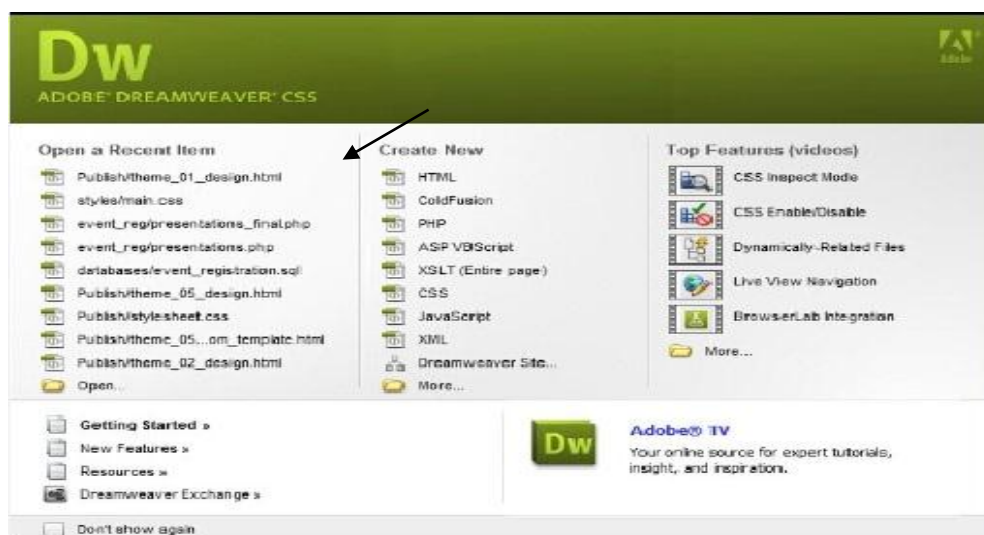 Dw
ADOBE® DREAMWEAVER® CS5
Adobe
Open a Recent Item
Publish/theme_01_design.html
styles/main.css
event_reg/presentations_final.php
event_reg/presentations.php
databases/event_registration.sql
Publish/theme_05_design.html
Publish/stylesheet.css
Publish/theme_05...om_template.html
Publish/theme_02_design.html
Open...
Create New
HTML
ColdFusion
PHP
ASP VBScript
XSLT (Entire page)
CSS
JavaScript
XML
Dreamweaver Site...
More...
Top Features (videos)
CSS Inspect Mode
CSS Enable/Disable
Dynamically-Related Files
Live View Navigation
BrowserLab Integration
More...
Getting Started »
New Features »
Resources »
Dreamweaver Exchange »
Dw
Adobe® TV
Your online source for expert tutorials,
insight, and inspiration.
Don't show again